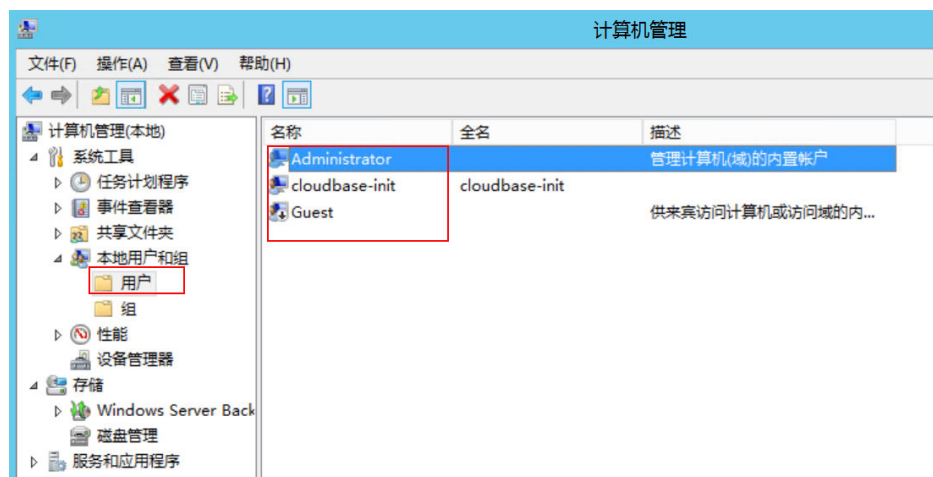 计算机管理
文件(F) 操作(A) 查看(V) 帮助(H)
计算机管理(本地)
系统工具
任务计划程序
事件查看器
共享文件夹
本地用户和组
用户
组
性能
设备管理器
存储
Windows Server Back
磁盘管理
服务和应用程序
名称 全名 描述
Administrator 管理计算机(域)的内置帐户
cloudbase-init cloudbase-init
Guest 供来宾访问计算机或访问域的内...